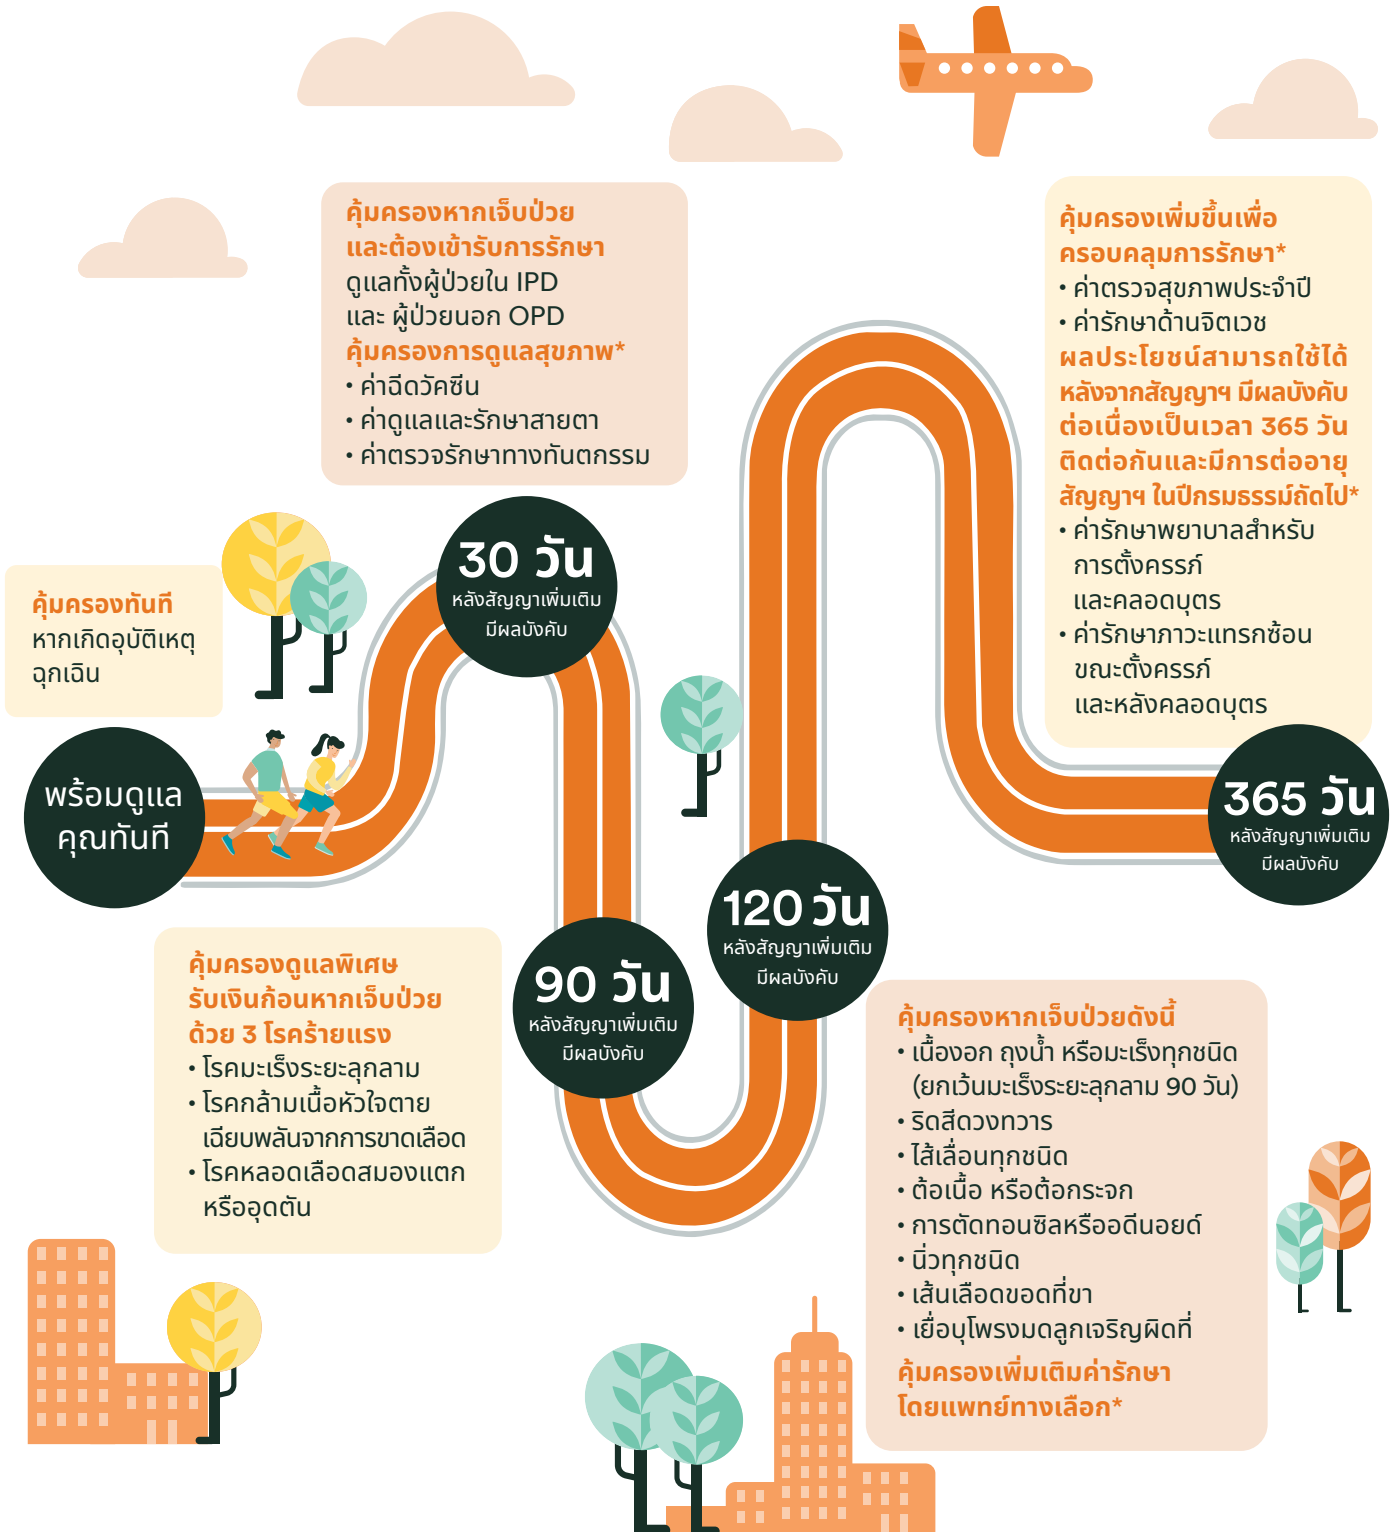 คุ้มครองทันที
หากเกิดอุบัติเหตุ
ฉุกเฉิน
พร้อมดูแล
คุณทันที
คุ้มครองหากเจ็บป่วย
และต้องเข้ารับการรักษา
ดูแลทั้งผู้ป่วยใน IPD
และ ผู้ป่วยนอก OPD
คุ้มครองการดูแลสุขภาพ*
• ค่าฉีดวัคซีน
• ค่าดูแลและรักษาสายตา
• ค่าตรวจรักษาทางทันตกรรม
30 วัน
หลังสัญญาเพิ่มเติม
มีผลบังคับ
คุ้มครองดูแลพิเศษ
รับเงินก้อนหากเจ็บป่วย
ด้วย 3 โรคร้ายแรง
• โรคมะเร็งระยะลุกลาม
• โรคกล้ามเนื้อหัวใจตาย
เฉียบพลันจากการขาดเลือด
• โรคหลอดเลือดสมองแตก
หรืออุดตัน
90 วัน
หลังสัญญาเพิ่มเติม
มีผลบังคับ
120 วัน
หลังสัญญาเพิ่มเติม
มีผลบังคับ
คุ้มครองหากเจ็บป่วยดังนี้
• เนื้องอก ถุงน้ำ หรือมะเร็งทุกชนิด
(ยกเว้นมะเร็งระยะลุกลาม 90 วัน)
• ริดสีดวงทวาร
• ไส้เลื่อนทุกชนิด
• ต้อเนื้อ หรือต้อกระจก
• การตัดทอนซิลหรืออดีนอยด์
• นิ่วทุกชนิด
• เส้นเลือดขอดที่ขา
• เยื่อบุโพรงมดลูกเจริญผิดที่
คุ้มครองเพิ่มเติมค่ารักษา
โดยแพทย์ทางเลือก*
คุ้มครองเพิ่มขึ้นเพื่อ
ครอบคลุมการรักษา*
• ค่าตรวจสุขภาพประจำปี
• ค่ารักษาด้านจิตเวช
ผลประโยชน์สามารถใช้ได้
หลังจากสัญญาฯ มีผลบังคับ
ต่อเนื่องเป็นเวลา 365 วัน
ติดต่อกันและมีการต่ออายุ
สัญญาฯ ในปีกรมธรรม์ถัดไป*
• ค่ารักษาพยาบาลสำหรับ
การตั้งครรภ์
และคลอดบุตร
• ค่ารักษาภาวะแทรกซ้อน
ขณะตั้งครรภ์
และหลังคลอดบุตร
365 วัน
หลังสัญญาเพิ่มเติม
มีผลบังคับ